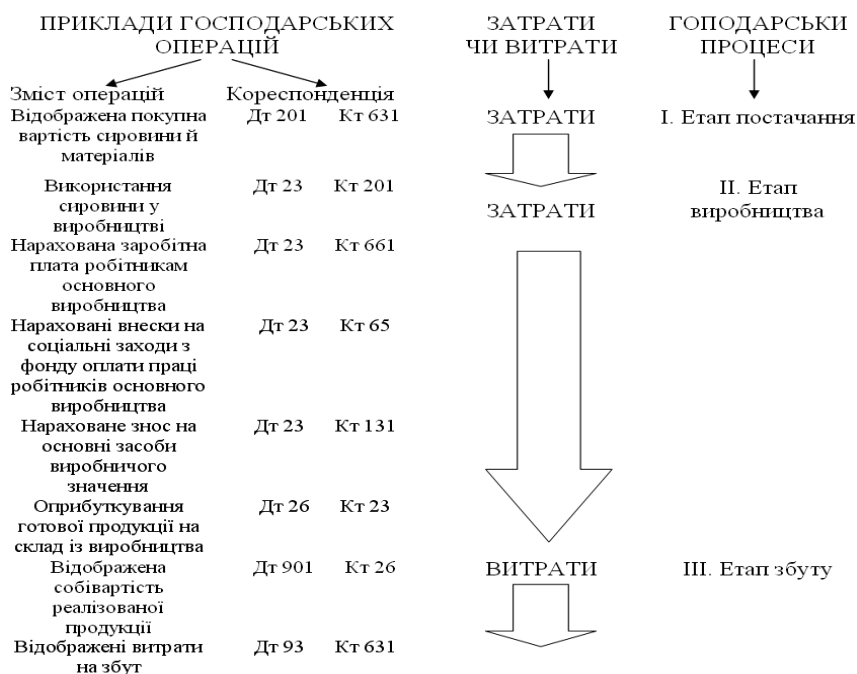 ПРИКЛАДИ ГОСПОДАРСЬКИХ
ОПЕРАЦІЙ
ЗАТРАТИ
ЧИ ВИТРАТИ
ГОПОДАРСЬКИ
ПРОЦЕСИ
Зміст операцій Кореспонденція
Відображена покупна
вартість сировини й
матеріалів
Дт 201 Кт 631
ЗАТРАТИ
І. Етап постачання
Використання
сировини у
виробництві
Дт 23 Кт 201
ЗАТРАТИ
ІІ. Етап
виробництва
Нарахована заробітна
плата робітникам
основного
виробництва
Дт 23 Кт 661
Нараховані внески на
соціальні заходи з
фонду оплати праці
робітників основного
виробництва
Дт 23 Кт 65
Нараховане знос на
основні засоби
виробничого
значення
Дт 23 Кт 131
Оприбуткування
готової продукції на
склад із виробництва
Дт 26 Кт 23
Відображена
собівартість
реалізованої
продукції
Дт 901 Кт 26
ВИТРАТИ
ІІІ. Етап збуту
Відображені витрати
на збут
Дт 93 Кт 631